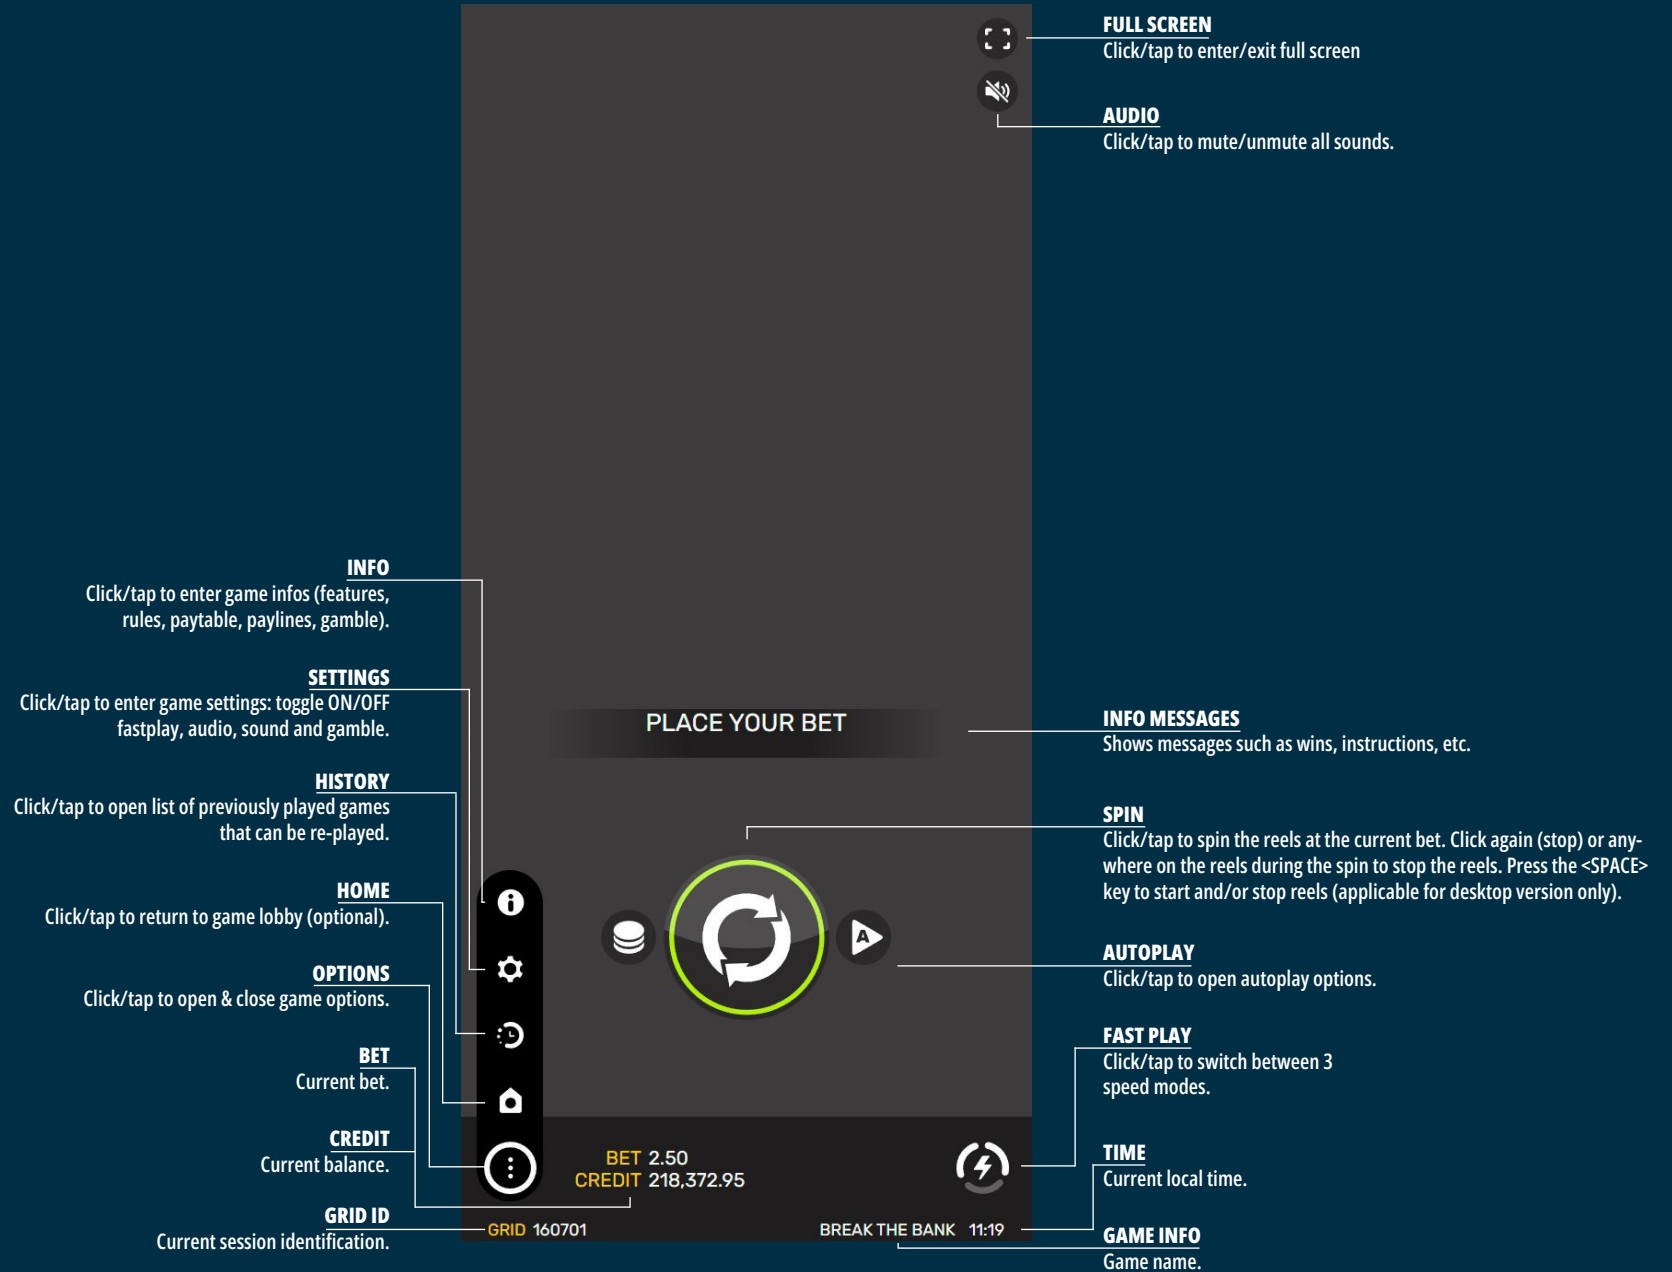 FULL SCREEN
Click/tap to enter/exit full screen
AUDIO
Click/tap to mute/unmute all sounds.
INFO
Click/tap to enter game infos (features,
rules, paytable, paylines, gamble).
SETTINGS
Click/tap to enter game settings: toggle ON/OFF
fastplay, audio, sound and gamble.
HISTORY
Click/tap to open list of previously played games
that can be re-played.
HOME
Click/tap to return to game lobby (optional).
OPTIONS
Click/tap to open & close game options.
BET
Current bet.
CREDIT
Current balance.
GRID ID
Current session identification.
PLACE YOUR BET
A
BET 2.50
CREDIT 218,372.95
GRID 160701
BREAK THE BANK 11:19
INFO MESSAGES
Shows messages such as wins, instructions, etc.
SPIN
Click/tap to spin the reels at the current bet. Click again (stop) or any-
where on the reels during the spin to stop the reels. Press the <SPACE>
key to start and/or stop reels (applicable for desktop version only).
AUTOPLAY
Click/tap to open autoplay options.
FAST PLAY
Click/tap to switch between 3
speed modes.
TIME
Current local time.
GAME INFO
Game name.